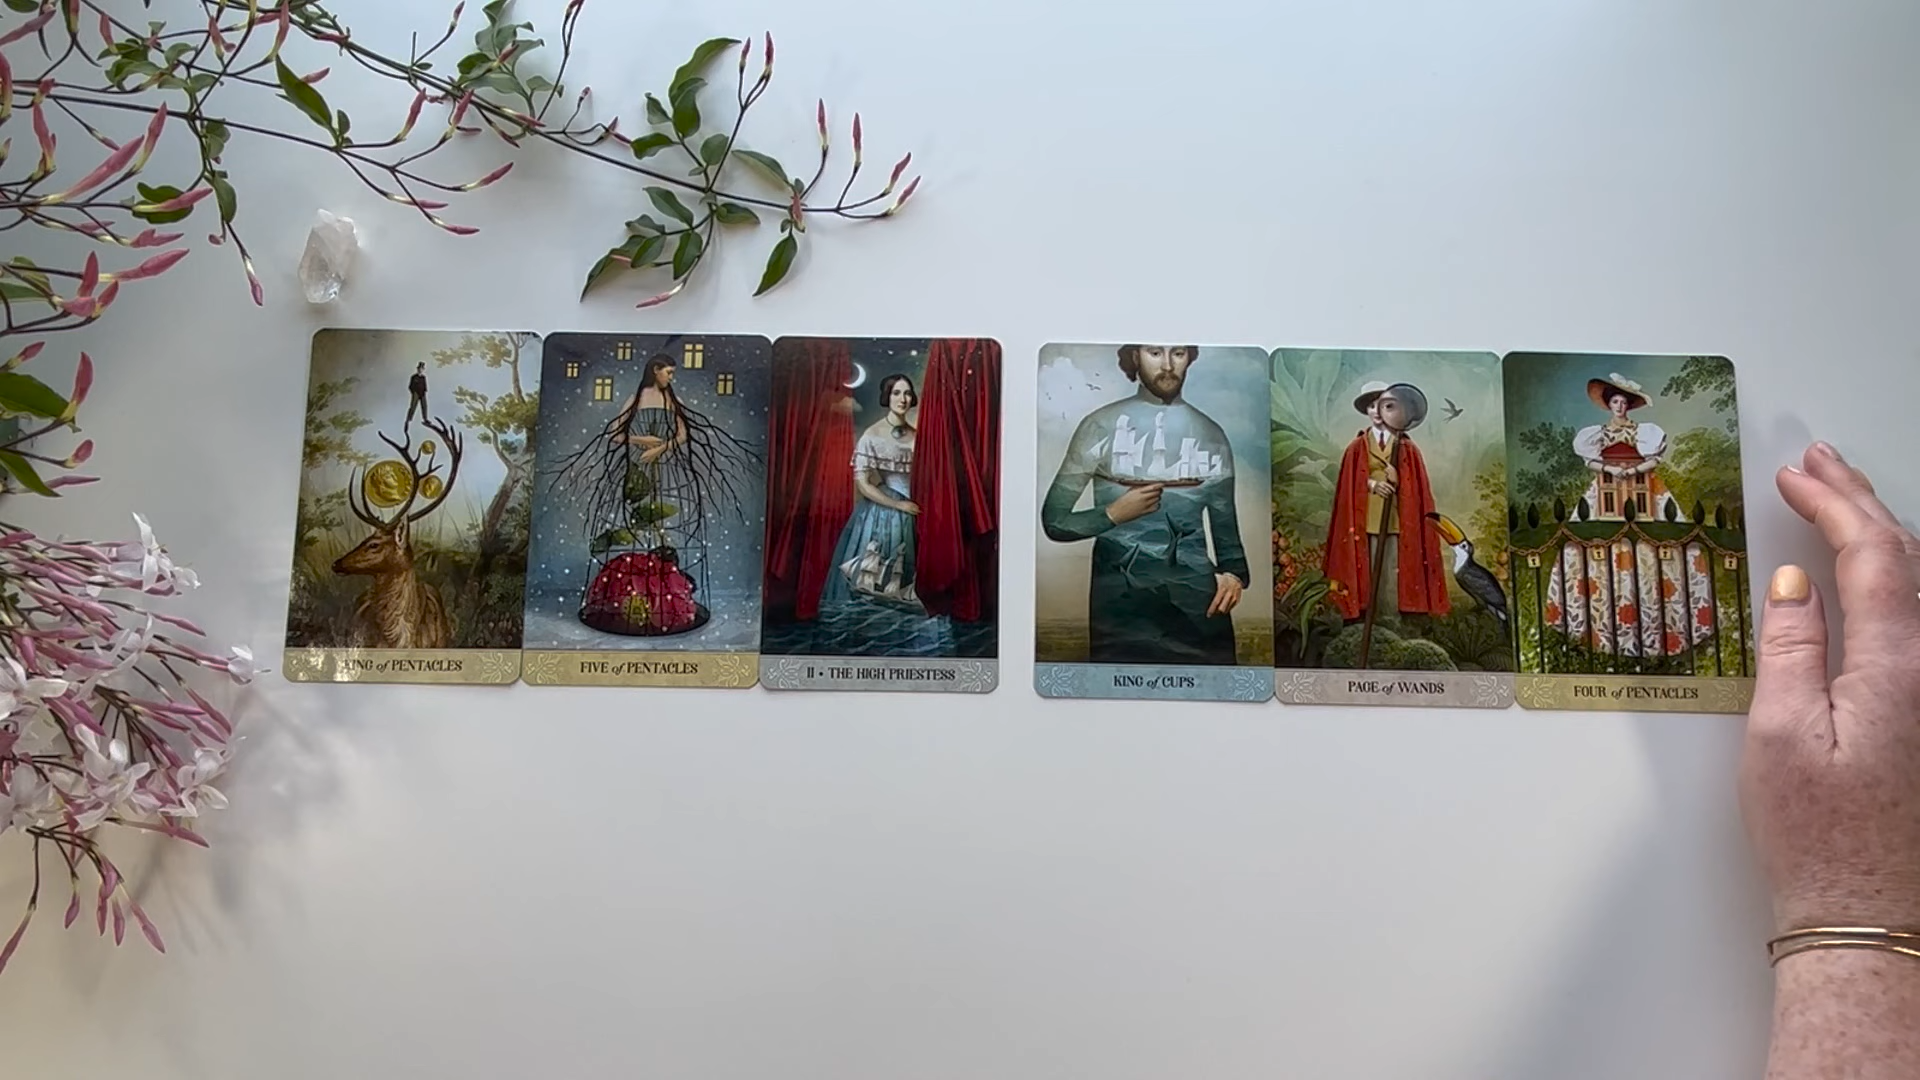 KING of PENTACLES
FIVE of PENTACLES
II • THE HIGH PRIESTESS
KING of CUPS
PAGE of WANDS
FOUR of PENTACLES